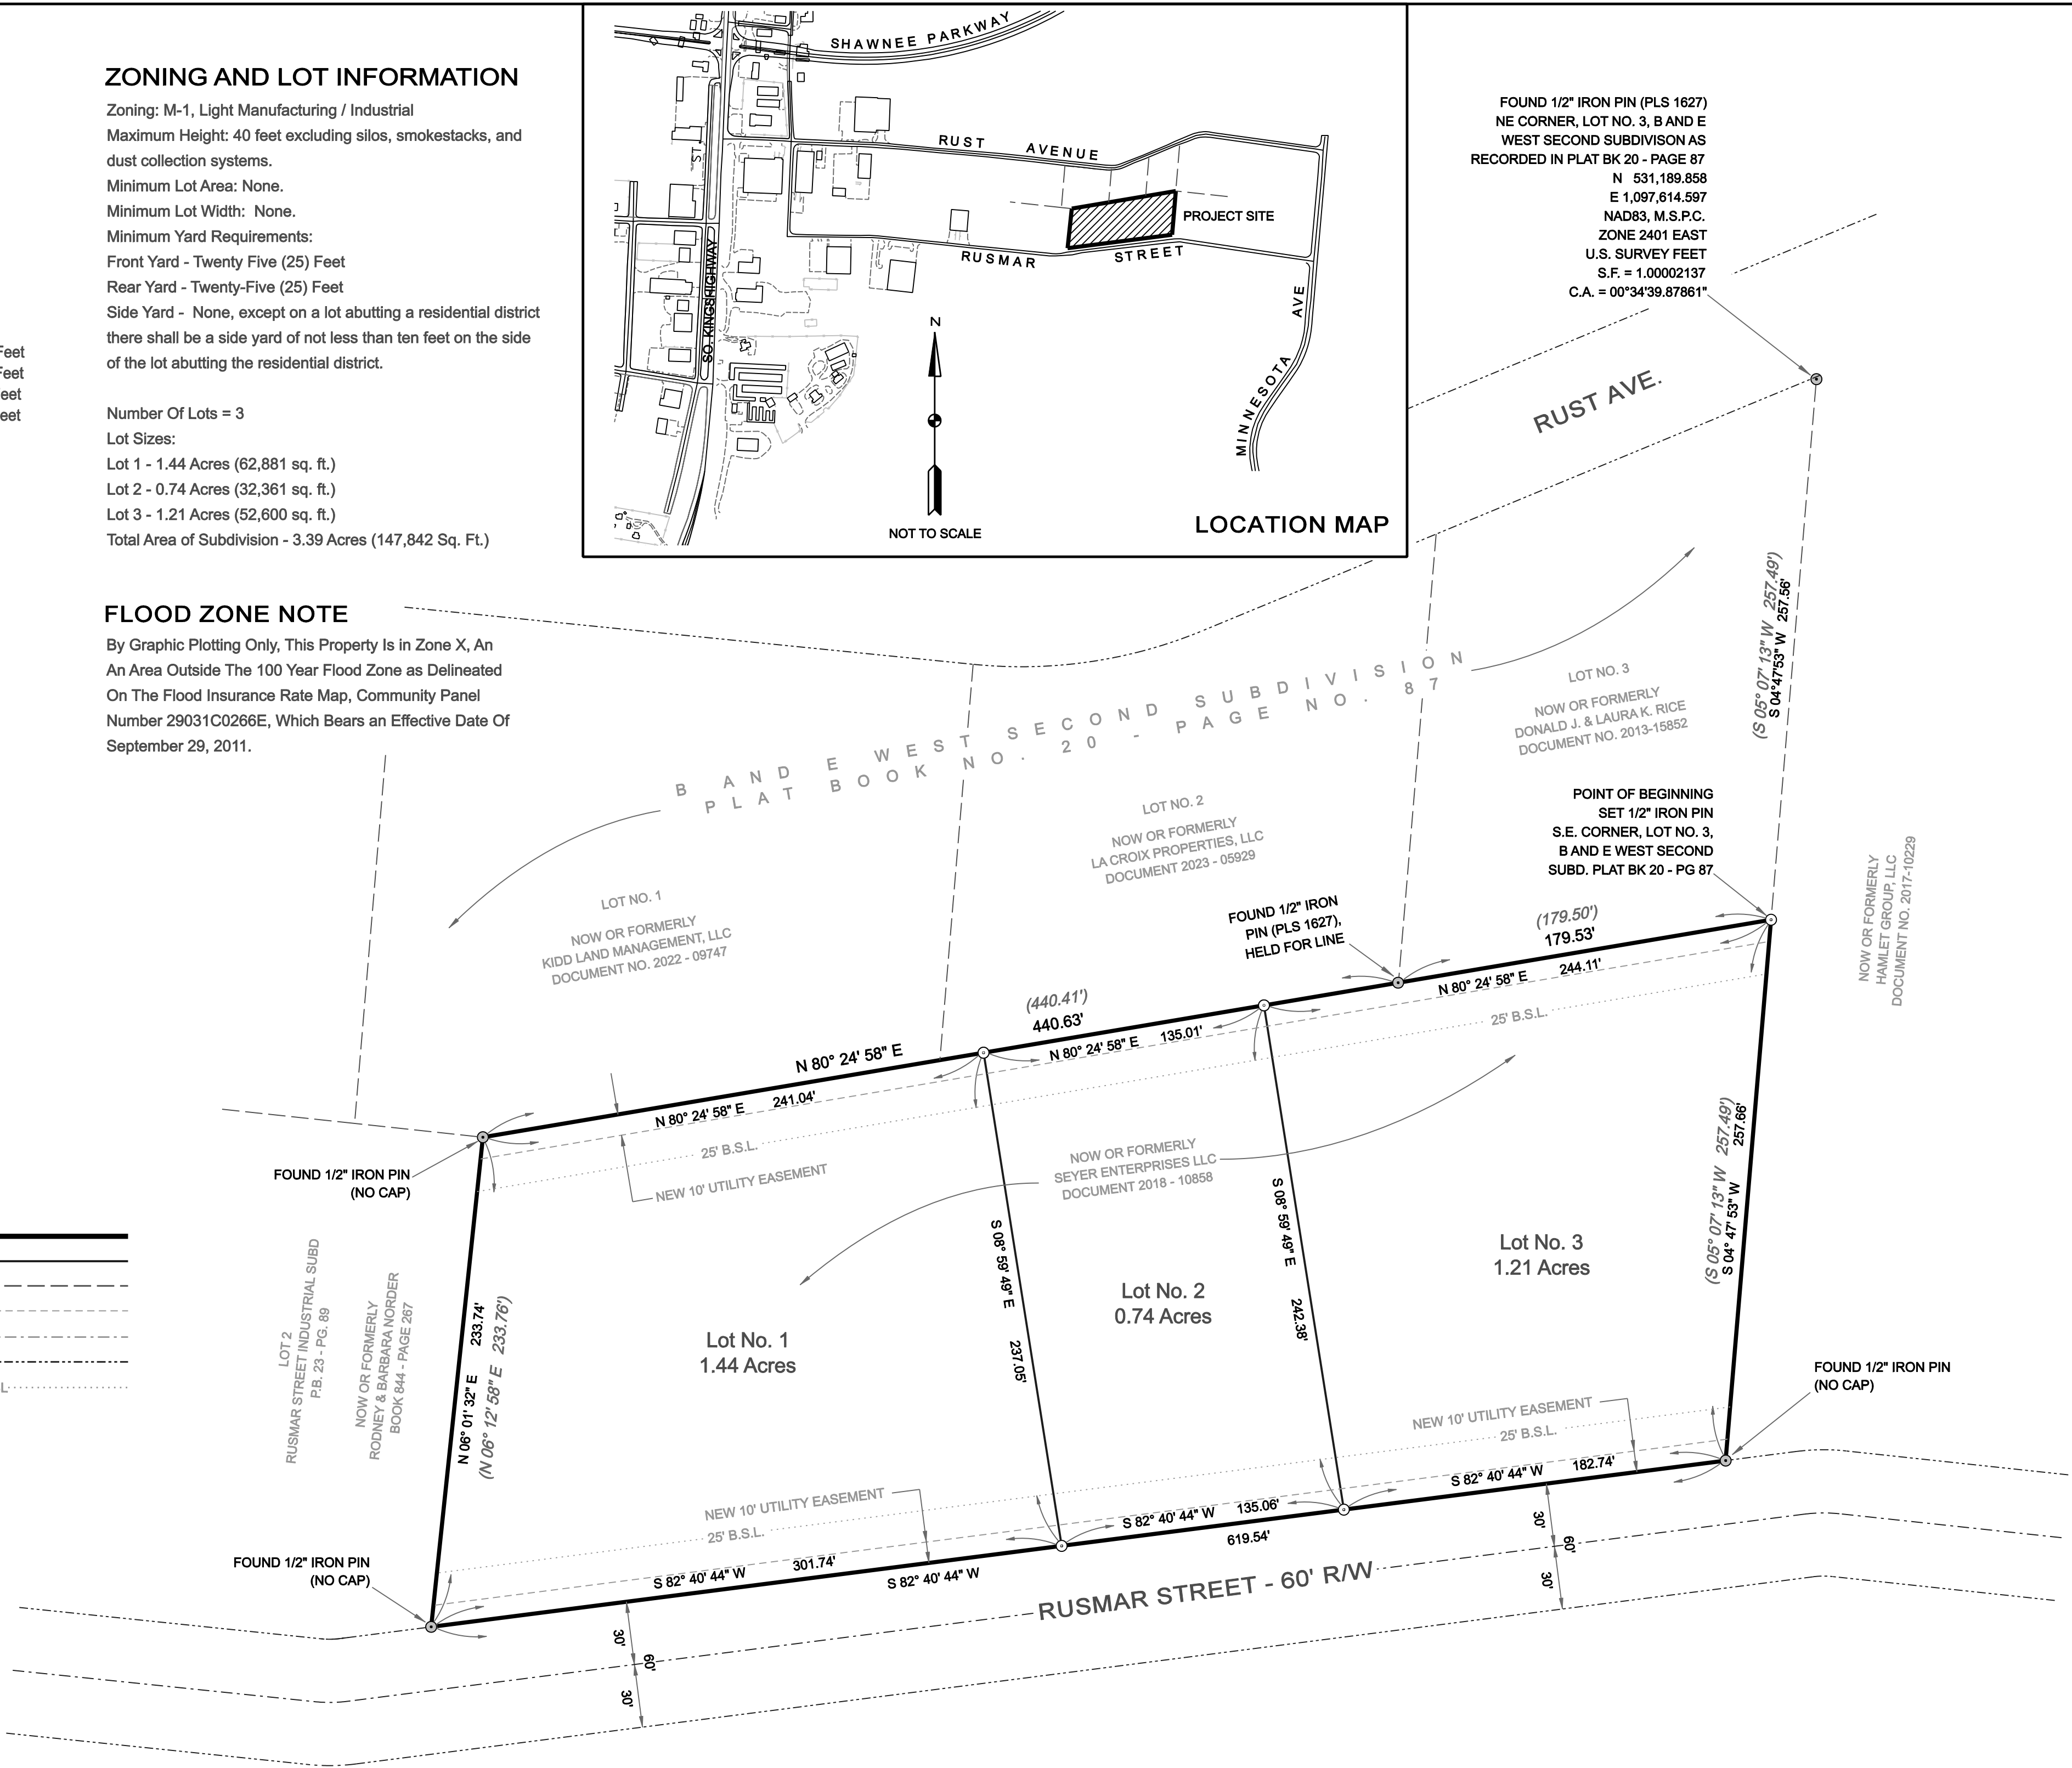 ZONING AND LOT INFORMATION
Zoning: M-1, Light Manufacturing / Industrial
Maximum Height: 40 feet excluding silos, smokestacks, and
dust collection systems.
Minimum Lot Area: None.
Minimum Lot Width: None.
Minimum Yard Requirements:
Front Yard - Twenty Five (25) Feet
Rear Yard - Twenty-Five (25) Feet
Side Yard - None, except on a lot abutting a residential district
there shall be a side yard of not less than ten feet on the side
of the lot abutting the residential district.
Feet
Feet
eet
eet
Number Of Lots = 3
Lot Sizes:
Lot 1 - 1.44 Acres (62,881 sq. ft.)
Lot 2 - 0.74 Acres (32,361 sq. ft.)
Lot 3 - 1.21 Acres (52,600 sq. ft.)
Total Area of Subdivision - 3.39 Acres (147,842 Sq. Ft.)
FLOOD ZONE NOTE
By Graphic Plotting Only, This Property Is in Zone X, An
An Area Outside The 100 Year Flood Zone as Delineated
On The Flood Insurance Rate Map, Community Panel
Number 29031C0266E, Which Bears an Effective Date Of
September 29, 2011.
SHAWNEE PARKWAY
RUST AVENUE
ST
PROJECT SITE
RUSMAR STREET
SO. KINGSHIGHWAY
MINNESOTA AVE
N
NOT TO SCALE
LOCATION MAP
FOUND 1/2" IRON PIN (PLS 1627)
NE CORNER, LOT NO. 3, B AND E
WEST SECOND SUBDIVISON AS
RECORDED IN PLAT BK 20 - PAGE 87
N 531,189.858
E 1,097,614.597
NAD83, M.S.P.C.
ZONE 2401 EAST
U.S. SURVEY FEET
S.F. = 1.00002137
C.A. = 00°34'39.87861"
RUST AVE.
(S 05° 07' 13" W 257.49')
S 04°47'53" W 257.56'
B AND E WEST SECOND SUBDIVISION
PLAT BOOK NO. 20 - PAGE NO. 87
LOT NO. 3
NOW OR FORMERLY
DONALD J. & LAURA K. RICE
DOCUMENT NO. 2013-15852
LOT NO. 2
NOW OR FORMERLY
LA CROIX PROPERTIES, LLC
DOCUMENT 2023 - 05929
LOT NO. 1
NOW OR FORMERLY
KIDD LAND MANAGEMENT, LLC
DOCUMENT NO. 2022 - 09747
POINT OF BEGINNING
SET 1/2" IRON PIN
S.E. CORNER, LOT NO. 3,
B AND E WEST SECOND
SUBD. PLAT BK 20 - PG 87
NOW OR FORMERLY
HAMLET GROUP, LLC
DOCUMENT NO. 2017-10229
FOUND 1/2" IRON
PIN (PLS 1627),
HELD FOR LINE
(179.50')
179.53'
N 80° 24' 58" E 244.11'
25' B.S.L.
(440.41')
440.63'
N 80° 24' 58" E
N 80° 24' 58" E 135.01'
N 80° 24' 58" E 241.04'
25' B.S.L.
NEW 10' UTILITY EASEMENT
FOUND 1/2" IRON PIN
(NO CAP)
NOW OR FORMERLY
SEYER ENTERPRISES LLC
DOCUMENT 2018 - 10858
LOT 2
RUSMAR STREET INDUSTRIAL SUBD
P.B. 23 - PG. 89
NOW OR FORMERLY
RODNEY & BARBARA NORDER
BOOK 844 - PAGE 267
N 06° 01' 32" E 233.74'
(N 06° 12' 58" E 233.76')
Lot No. 1
1.44 Acres
S 08° 59' 49" E 237.05'
Lot No. 2
0.74 Acres
S 08° 59' 49" E 242.38'
Lot No. 3
1.21 Acres
(S 05° 07' 13" W 257.49')
S 04° 47' 53" W 257.66'
FOUND 1/2" IRON PIN
(NO CAP)
L
NEW 10' UTILITY EASEMENT
25' B.S.L.
S 82° 40' 44" W 182.74'
NEW 10' UTILITY EASEMENT
25' B.S.L.
S 82° 40' 44" W 135.06'
619.54'
S 82° 40' 44" W 301.74'
S 82° 40' 44" W
FOUND 1/2" IRON PIN
(NO CAP)
RUSMAR STREET - 60' R/W
30'
60'
30'
30'
60'
30'